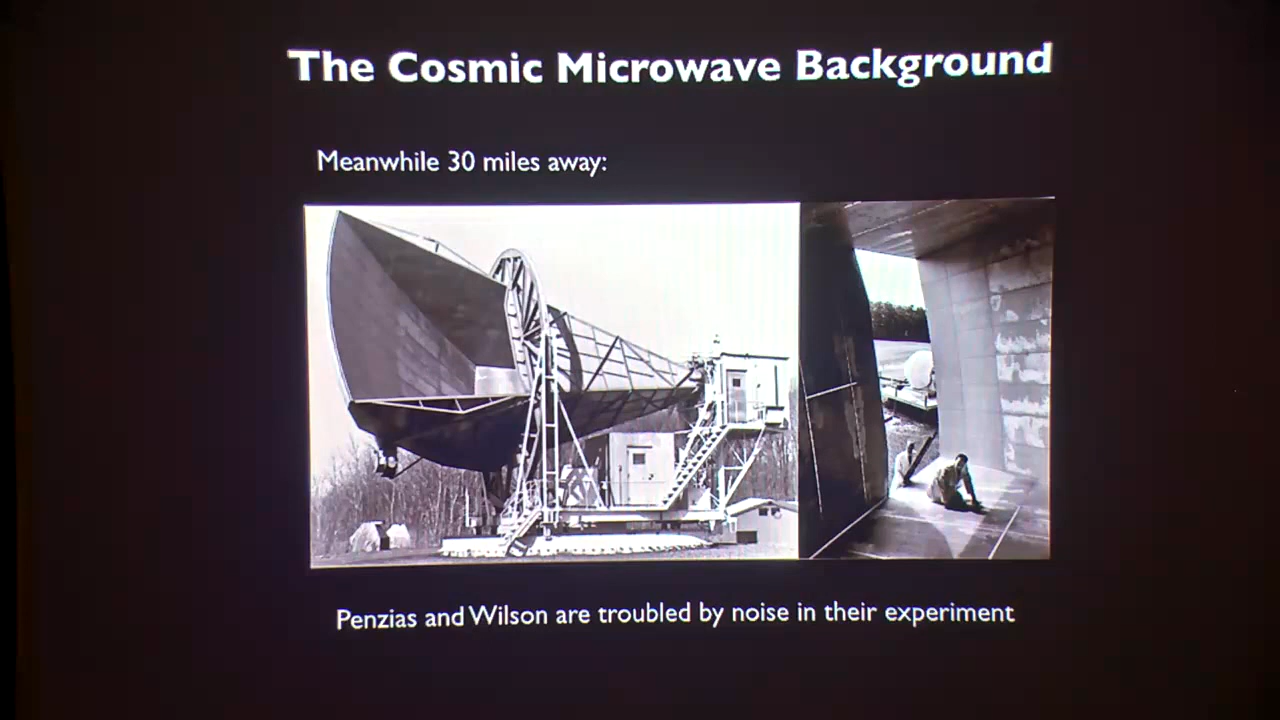 The Cosmic Microwave Background
Meanwhile 30 miles away:
Penzias and Wilson are troubled by noise in their experiment